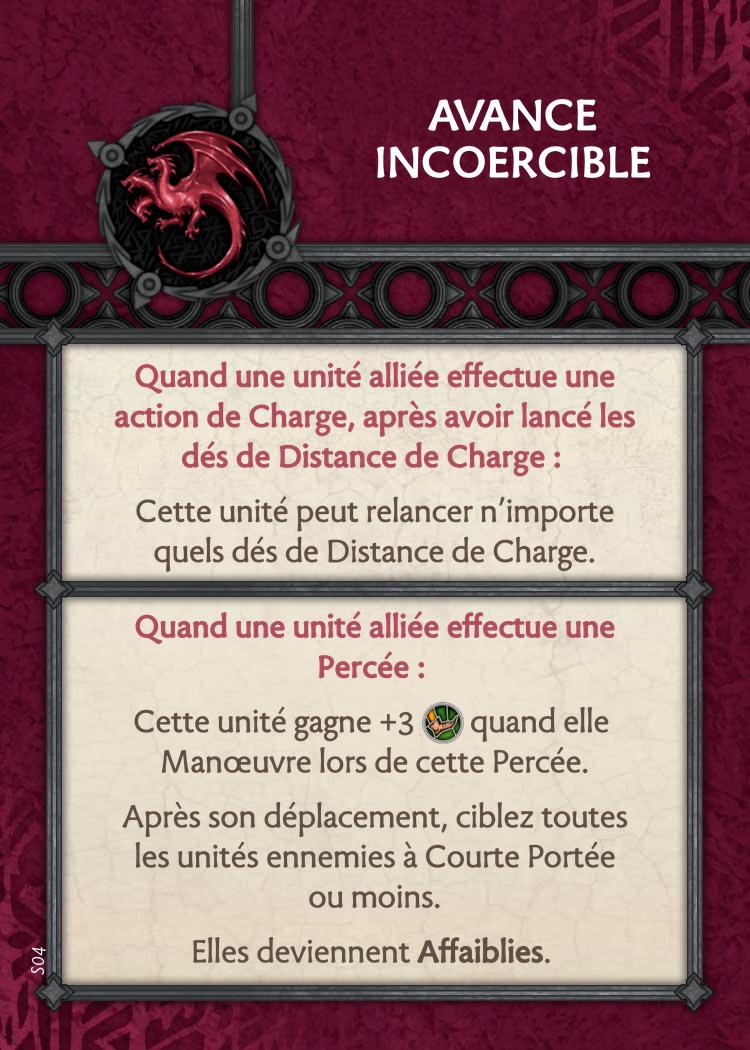 AVANCE
INCOERCIBLE
Quand une unité alliée effectue une
action de Charge, après avoir lancé les
dés de Distance de Charge :
Cette unité peut relancer n'importe
quels dés de Distance de Charge.
Quand une unité alliée effectue une
Percée :
Cette unité gagne +3 quand elle
Manœuvre lors de cette Percée.
Après son déplacement, ciblez toutes
les unités ennemies à Courte Portée
ou moins.
Elles deviennent Affaiblies.
S04